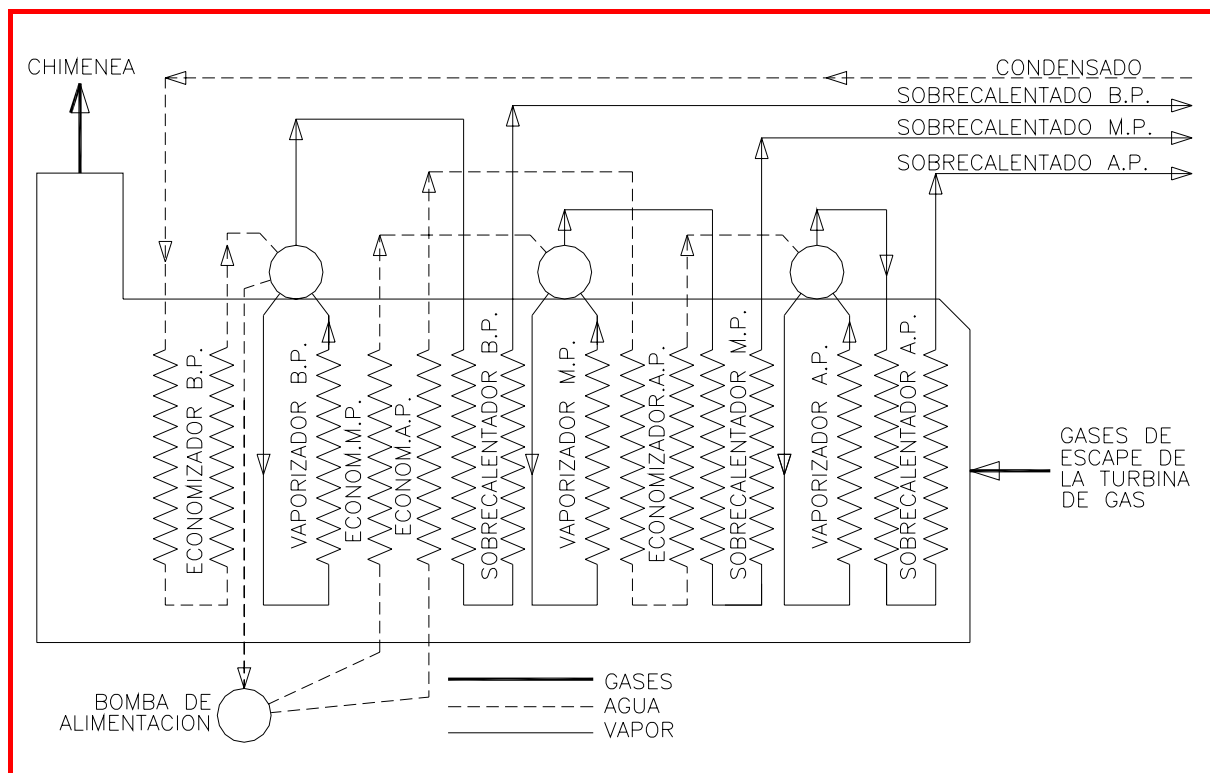 CHIMENEA
CONDENSADO
SOBRECALENTADO B.P.
SOBRECALENTADO M.P.
SOBRECALENTADO A.P.
ECONOMIZADOR B.P.
VAPORIZADOR B.P.
ECONOM.M.P.
ECONOM.A.P.
SOBRECALENTADOR B.P.
VAPORIZADOR M.P.
ECONOMIZADOR.A.P.
SOBRECALENTADOR M.P.
VAPORIZADOR A.P.
SOBRECALENTADOR A.P.
GASES DE
ESCAPE DE
LA TURBINA
DE GAS
BOMBA DE
ALIMENTACION
GASES
AGUA
VAPOR